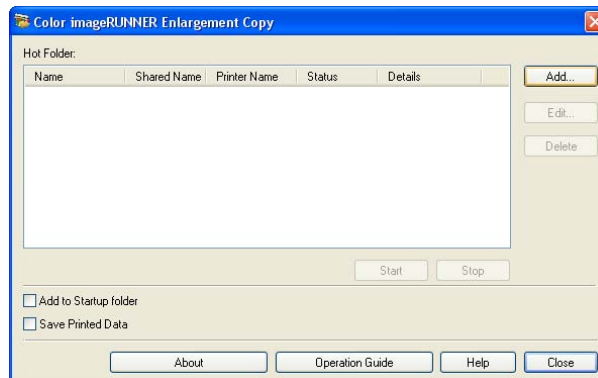 Color imageRUNNER Enlargement Copy
Hot Folder:
Name Shared Name Printer Name Status Details
Add...
Edit...
Delete
Start Stop
Add to Startup folder
Save Printed Data
About Operation Guide Help Close